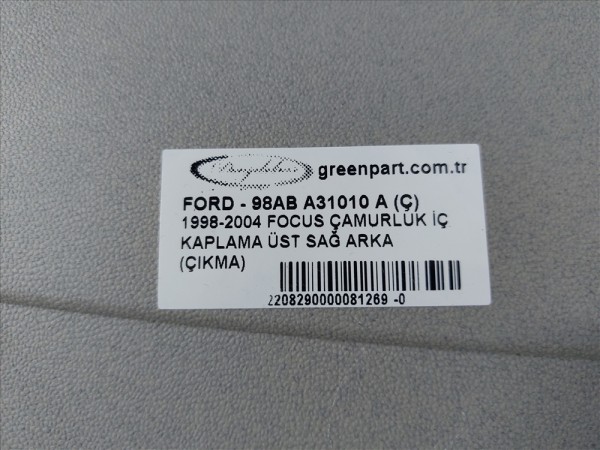 greenpart.com.tr
FORD - 98AB A31010 A (Ç)
1998-2004 FOCUS ÇAMURLUK İÇ
KAPLAMA ÜST SAĞ ARKA
(ÇIKMA)
2208290000081269 -0